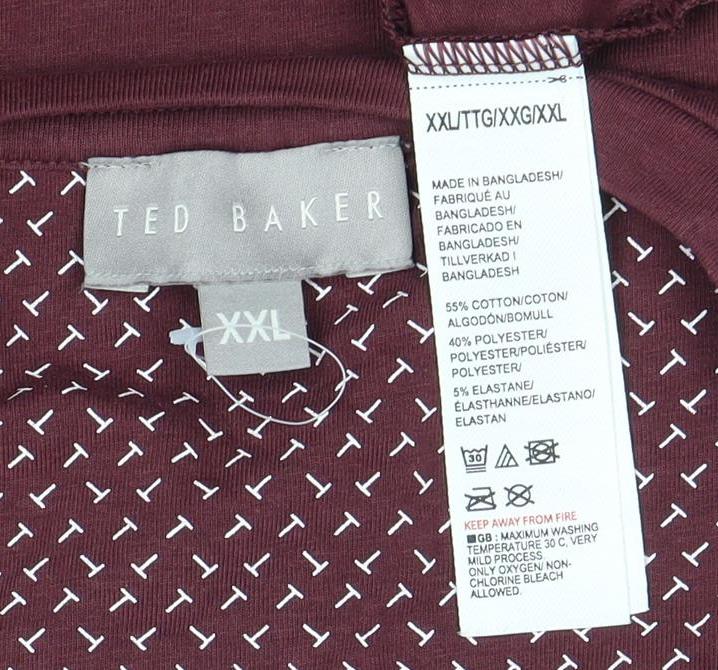 TED BAKER
XXL
XXL/TTG/XXG/XXL
MADE IN BANGLADESH/
FABRIQUÉ AU
BANGLADESH/
FABRICADO EN
BANGLADESH/
TILLVERKAD I
BANGLADESH
55% COTTON/COTON/
ALGODÓN/BOMULL
40% POLYESTER/
POLYESTER/POLIÉSTER/
POLYESTER/
5% ELASTANE/
ÉLASTHANNE/ELASTANO/
ELASTAN
30
KEEP AWAY FROM FIRE
GB : MAXIMUM WASHING
TEMPERATURE 30 C, VERY
MILD PROCESS
ONLY OXYGEN/ NON-
CHLORINE BLEACH
ALLOWED.